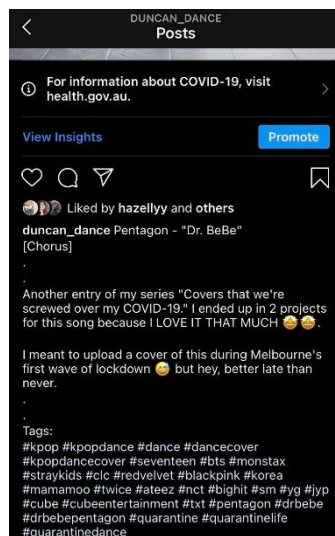 DUNCAN_DANCE
Posts
For information about COVID-19, visit
health.gov.au.
View Insights
Promote
Liked by hazellyy and others
duncan_dance Pentagon - "Dr. BeBe"
[Chorus]
.
.
Another entry of my series "Covers that we're
screwed over my COVID-19." I ended up in 2 projects
for this song because I LOVE IT THAT MUCH 🤩🤩.
I meant to upload a cover of this during Melbourne's
first wave of lockdown 😅 but hey, better late than
never.
.
.
Tags:
#kpop #kpopdance #dance #dancecover
#kpopdancecover #seventeen #bts #monstax
#straykids #clc #redvelvet #blackpink #korea
#mamamoo #twice #ateez #nct #bighit #sm #yg #jyp
#cube #cubeentertainment #txt #pentagon #drbebe
#drbebepentagon #quarantine #quarantinelife
#quarantinedance